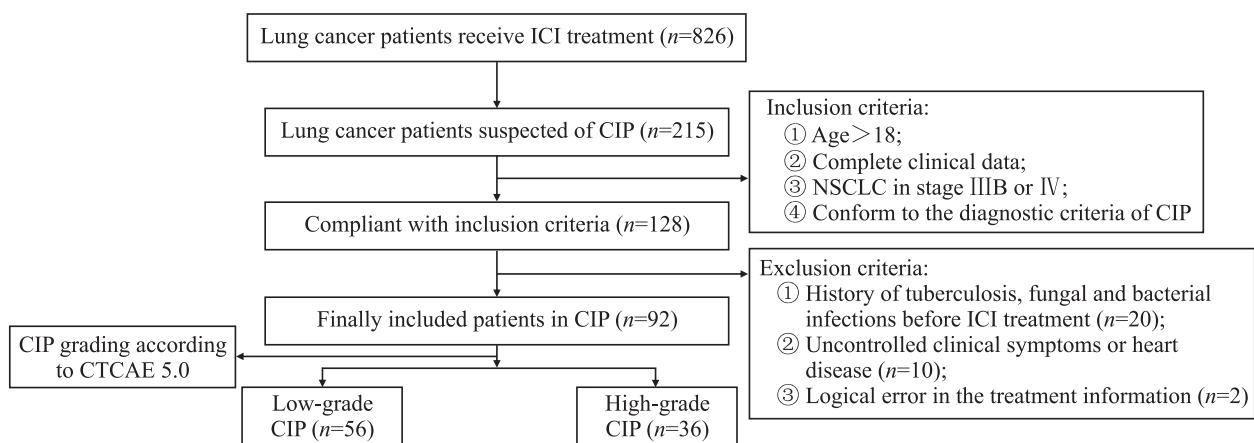 Lung cancer patients receive ICI treatment (n=826)
Lung cancer patients suspected of CIP (n=215)
Inclusion criteria:
① Age＞18;
② Complete clinical data;
③ NSCLC in stage ⅢB or Ⅳ;
④ Conform to the diagnostic criteria of CIP
Compliant with inclusion criteria (n=128)
Exclusion criteria:
① History of tuberculosis, fungal and bacterial
infections before ICI treatment (n=20);
② Uncontrolled clinical symptoms or heart
disease (n=10);
③ Logical error in the treatment information (n=2)
Finally included patients in CIP (n=92)
CIP grading according
to CTCAE 5.0
Low-grade
CIP (n=56)
High-grade
CIP (n=36)